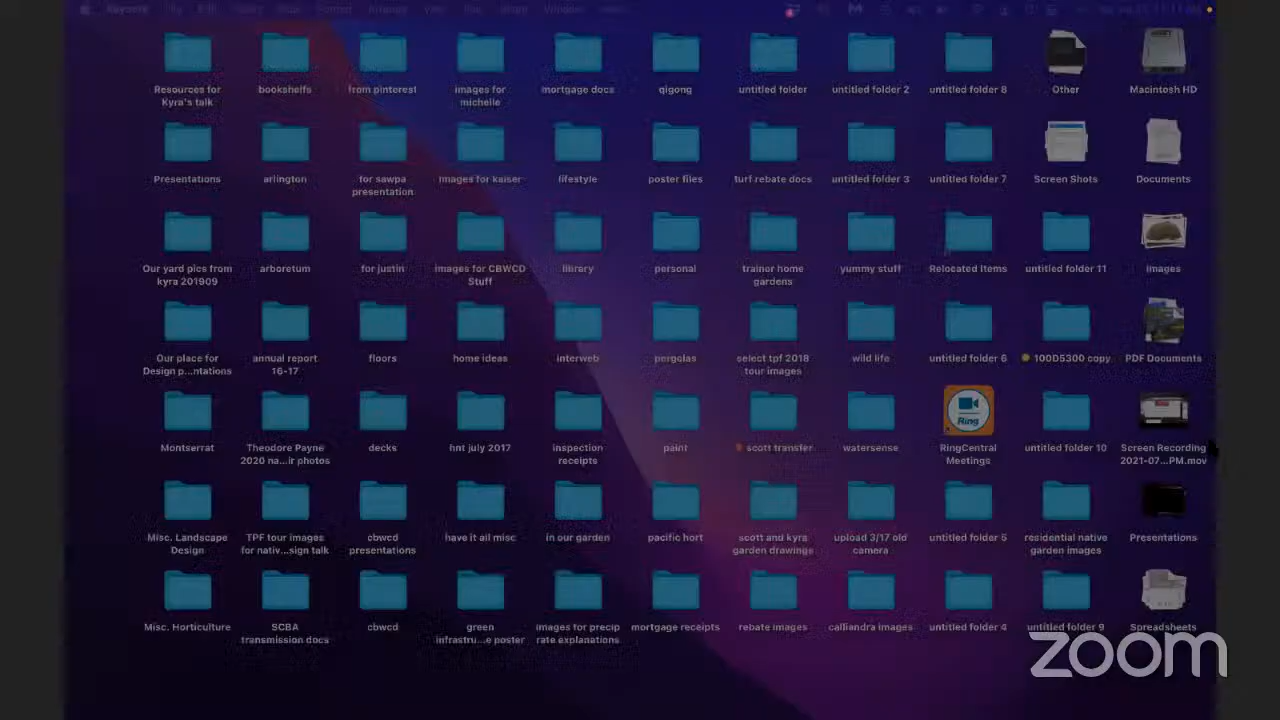 Keynote File Edit
Window
Resources for
Kyra's talk
bookshelfs
from pinterest
images for
michelle
mortgage docs
qigong
untitled folder
untitled folder 2
untitled folder 8
Other
Macintosh HD
Presentations
arlington
for sawpa
presentation
images for kaiser
lifestyle
poster files
turf rebate docs
untitled folder 3
untitled folder 7
Screen Shots
Documents
Our yard pics from
kyra 201909
arboretum
for justin
images for CBWCD
Stuff
library
personal
trainor home
gardens
yummy stuff
Relocated Items
untitled folder 11
Images
Our place for
Design p...ntations
annual report
16-17
floors
home ideas
interweb
pergolas
select tpf 2018
tour images
wild life
untitled folder 6
100D5300 copy
PDF Documents
Montserrat
Theodore Payne
2020 na...ir photos
decks
hnt july 2017
inspection
receipts
paint
scott transfer
watersense
Ring
RingCentral
Meetings
untitled folder 10
Screen Recording
2021-07...PM.mov
Misc. Landscape
Design
TPF tour images
for nativ...sign talk
cbwcd
presentations
have it all misc
in our garden
pacific hort
scott and kyra
garden drawings
upload 3/17 old
camera
untitled folder 5
residential native
garden images
Presentations
Misc. Horticulture
SCBA
transmission docs
cbwcd
green
infrastru...e poster
images for precip
rate explanations
mortgage receipts
rebate images
calliandra images
untitled folder 4
untitled folder 9
Spreadsheets
zoom